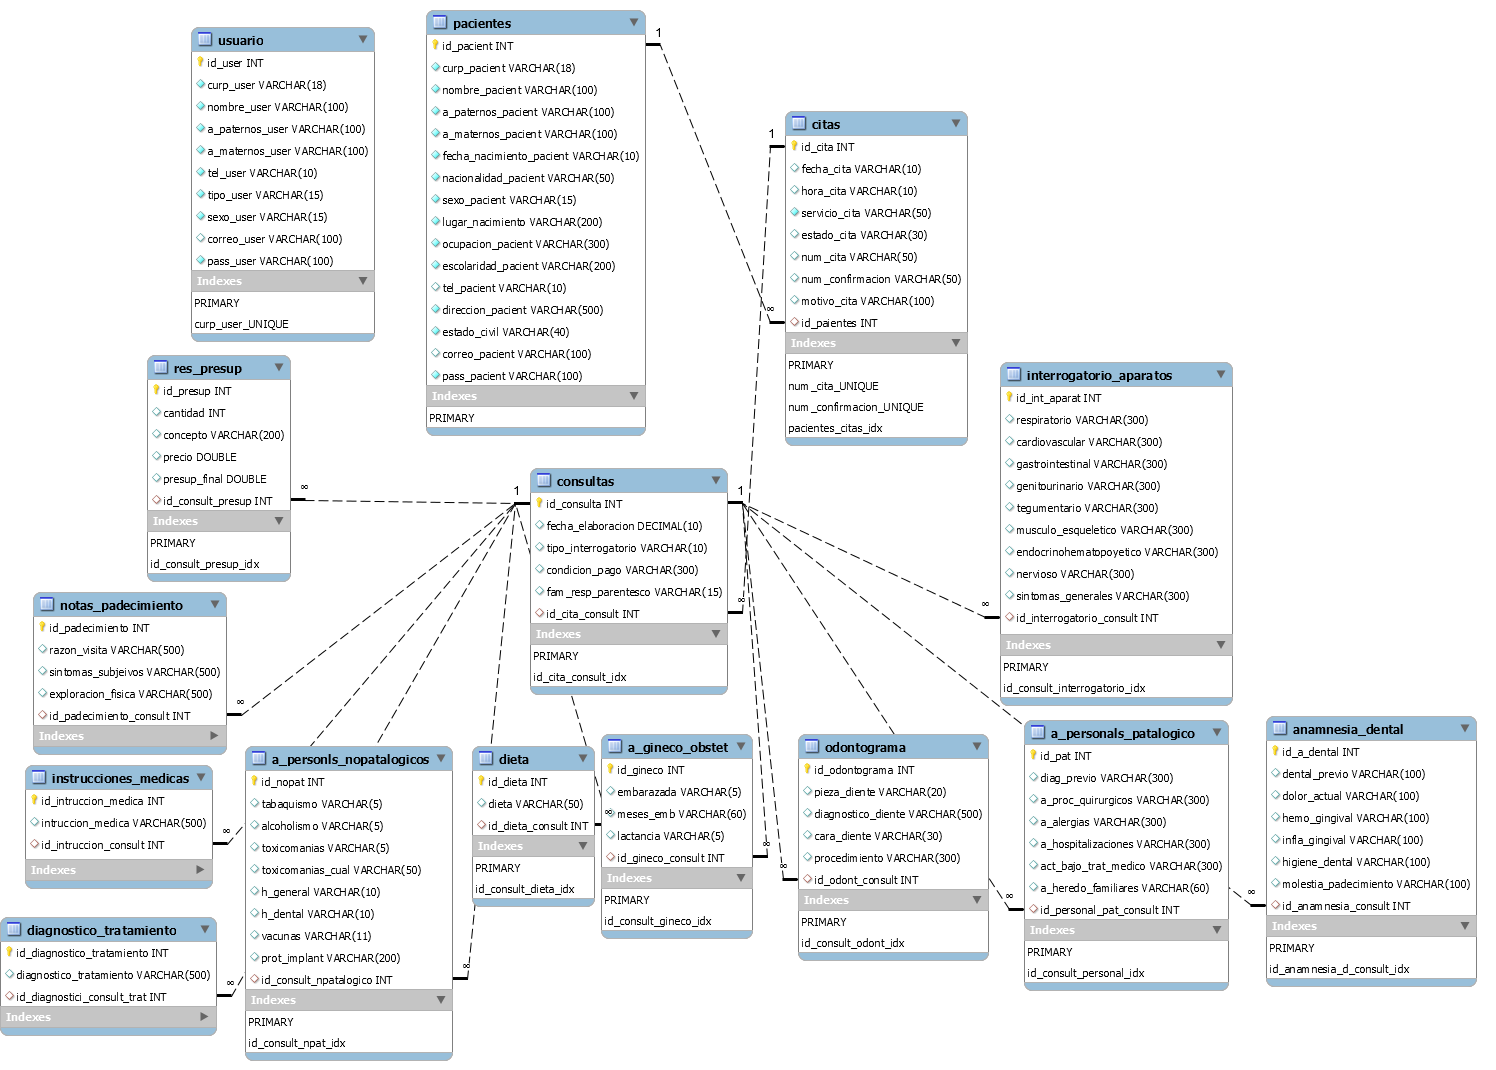 usuario
id_user INT
curp_user VARCHAR(18)
nombre_user VARCHAR(100)
a_paternos_user VARCHAR(100)
a_maternos_user VARCHAR(100)
tel_user VARCHAR(10)
tipo_user VARCHAR(15)
sexo_user VARCHAR(15)
correo_user VARCHAR(100)
pass_user VARCHAR(100)
Indexes
PRIMARY
curp_user_UNIQUE
pacientes
id_pacient INT
curp_pacient VARCHAR(18)
nombre_pacient VARCHAR(100)
a_paternos_pacient VARCHAR(100)
a_maternos_pacient VARCHAR(100)
fecha_nacimiento_pacient VARCHAR(10)
nacionalidad_pacient VARCHAR(50)
sexo_pacient VARCHAR(15)
lugar_nacimiento VARCHAR(200)
ocupacion_pacient VARCHAR(300)
escolaridad_pacient VARCHAR(200)
tel_pacient VARCHAR(10)
direccion_pacient VARCHAR(500)
estado_civil VARCHAR(40)
correo_pacient VARCHAR(100)
pass_pacient VARCHAR(100)
Indexes
PRIMARY
1
∞
1
citas
id_cita INT
fecha_cita VARCHAR(10)
hora_cita VARCHAR(10)
servicio_cita VARCHAR(50)
estado_cita VARCHAR(30)
num_cita VARCHAR(50)
num_confirmacion VARCHAR(50)
motivo_cita VARCHAR(100)
id_paientes INT
Indexes
PRIMARY
num_cita_UNIQUE
num_confirmacion_UNIQUE
pacientes_citas_idx
res_presup
id_presup INT
cantidad INT
concepto VARCHAR(200)
precio DOUBLE
presup_final DOUBLE
id_consult_presup INT
Indexes
PRIMARY
id_consult_presup_idx
∞
1
consultas
id_consulta INT
fecha_elaboracion DECIMAL(10)
tipo_interrogatorio VARCHAR(10)
condicion_pago VARCHAR(300)
fam_resp_parentesco VARCHAR(15)
id_cita_consult INT
Indexes
PRIMARY
id_cita_consult_idx
1
∞
interrogatorio_aparatos
id_int_aparat INT
respiratorio VARCHAR(300)
cardiovascular VARCHAR(300)
gastrointestinal VARCHAR(300)
genitourinario VARCHAR(300)
tegumentario VARCHAR(300)
musculo_esqueletico VARCHAR(300)
endocrinohematopoyetico VARCHAR(300)
nervioso VARCHAR(300)
sintomas_generales VARCHAR(300)
id_interrogatorio_consult INT
Indexes
PRIMARY
id_consult_interrogatorio_idx
∞
notas_padecimiento
id_padecimiento INT
razon_visita VARCHAR(500)
sintomas_subjeivos VARCHAR(500)
exploracion_fisica VARCHAR(500)
id_padecimiento_consult INT
Indexes
∞
instrucciones_medicas
id_intruccion_medica INT
intruccion_medica VARCHAR(500)
id_intruccion_consult INT
Indexes
∞
diagnostico_tratamiento
id_diagnostico_tratamiento INT
diagnostico_tratamiento VARCHAR(500)
id_diagnostici_consult_trat INT
Indexes
∞
a_personls_nopatalogicos
id_nopat INT
tabaquismo VARCHAR(5)
alcoholismo VARCHAR(5)
toxicomanias VARCHAR(5)
toxicomanias_cual VARCHAR(50)
h_general VARCHAR(10)
h_dental VARCHAR(10)
vacunas VARCHAR(11)
prot_implant VARCHAR(200)
id_consult_npatalogico INT
Indexes
PRIMARY
id_consult_npat_idx
∞
dieta
id_dieta INT
dieta VARCHAR(50)
id_dieta_consult INT
Indexes
PRIMARY
id_consult_dieta_idx
∞
a_gineco_obstet
id_gineco INT
embarazada VARCHAR(5)
meses_emb VARCHAR(60)
lactancia VARCHAR(5)
id_gineco_consult INT
Indexes
PRIMARY
id_consult_gineco_idx
∞
odontograma
id_odontograma INT
pieza_diente VARCHAR(20)
diagnostico_diente VARCHAR(500)
cara_diente VARCHAR(30)
procedimiento VARCHAR(300)
id_odont_consult INT
Indexes
PRIMARY
id_consult_odont_idx
∞
a_personals_patalogico
id_pat INT
diag_previo VARCHAR(300)
a_proc_quirurgicos VARCHAR(300)
a_alergias VARCHAR(300)
a_hospitalizaciones VARCHAR(300)
act_bajo_trat_medico VARCHAR(300)
a_heredo_familiares VARCHAR(60)
id_personal_pat_consult INT
Indexes
PRIMARY
id_consult_personal_idx
∞
anamnesia_dental
id_a_dental INT
dental_previo VARCHAR(100)
dolor_actual VARCHAR(100)
hemo_gingival VARCHAR(100)
infla_gingival VARCHAR(100)
higiene_dental VARCHAR(100)
molestia_padecimiento VARCHAR(100)
id_anamnesia_consult INT
Indexes
PRIMARY
id_anamnesia_d_consult_idx
∞